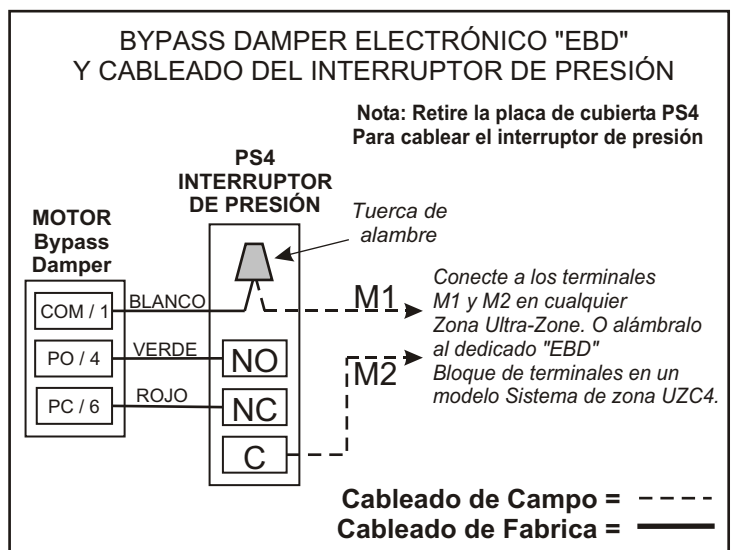 BYPASS DAMPER ELECTRÓNICO "EBD"
Y CABLEADO DEL INTERRUPTOR DE PRESIÓN
Nota: Retire la placa de cubierta PS4
Para cablear el interruptor de presión
PS4
INTERRUPTOR
DE PRESIÓN
MOTOR
Bypass
Damper
Tuerca de
alambre
COM / 1
BLANCO
PO / 4
VERDE
NO
PC / 6
ROJO
NC
C
M1
M2
Conecte a los terminales
M1 y M2 en cualquier
Zona Ultra-Zone. O alámbralo
al dedicado "EBD"
Bloque de terminales en un
modelo Sistema de zona UZC4.
Cableado de Campo =
Cableado de Fabrica =